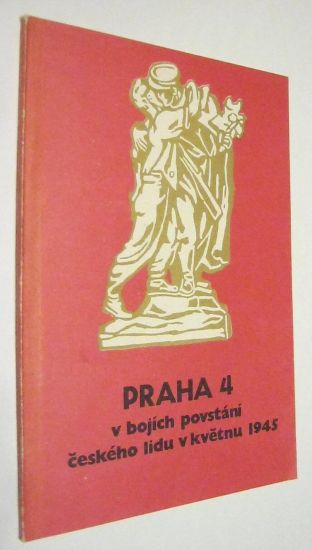 PRAHA 4
v bojích povstání
českého lidu v květnu 1945